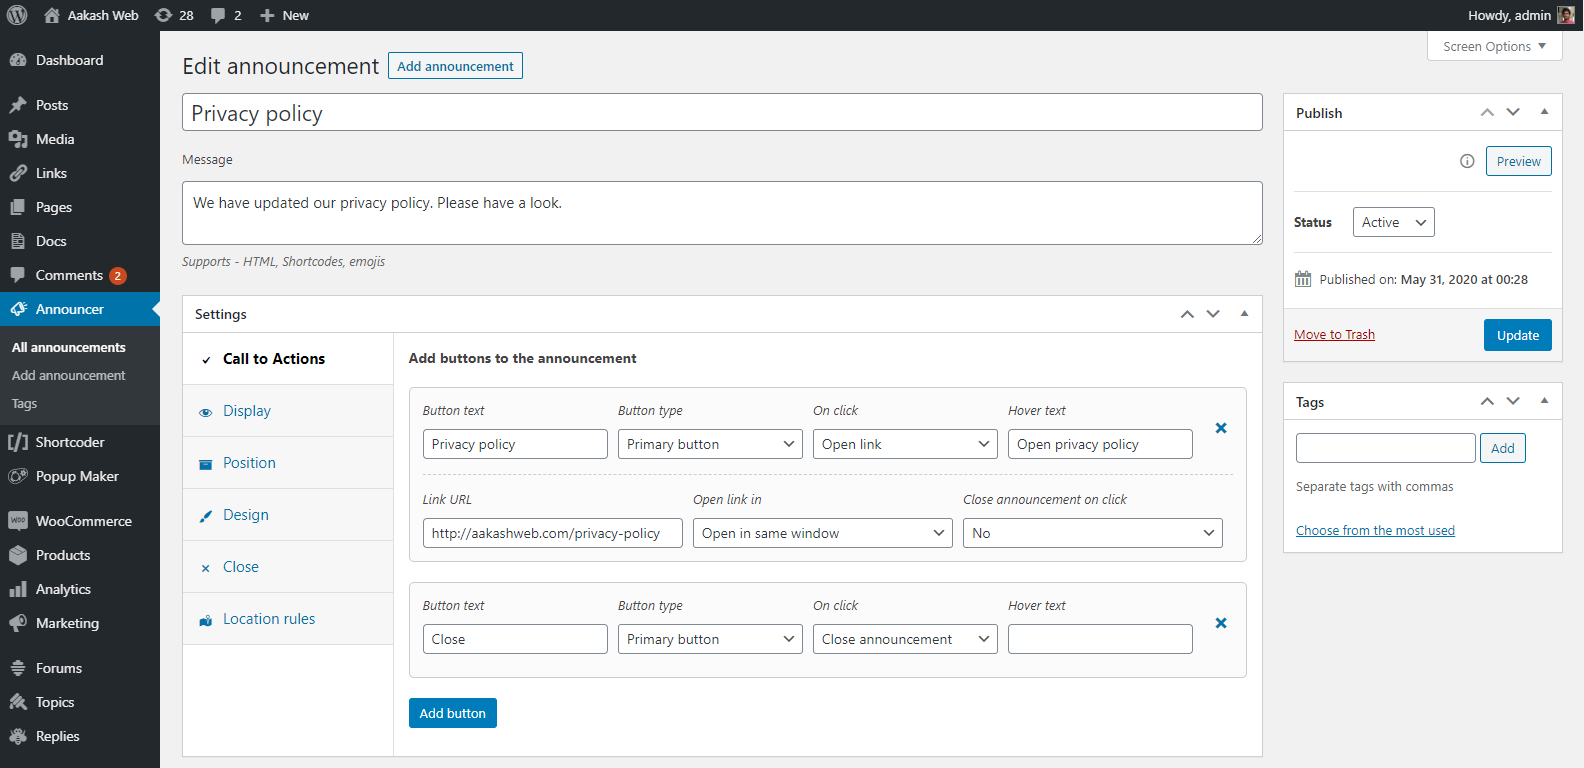 Aakash Web 28 2 New Howdy, admin
Screen Options
Dashboard
Posts
Media
Links
Pages
Docs
Comments 2
Announcer
All announcements
Add announcement
Tags
Shortcoder
Popup Maker
WooCommerce
Products
Analytics
Marketing
Forums
Topics
Replies
Edit announcement Add announcement
Privacy policy
Message
We have updated our privacy policy. Please have a look.
Supports - HTML, Shortcodes, emojis
Settings
Call to Actions
Display
Position
Design
Close
Location rules
Add buttons to the announcement
Button text Button type On click Hover text
Privacy policy Primary button Open link Open privacy policy
Link URL Open link in Close announcement on click
http://aakashweb.com/privacy-policy Open in same window No
Button text Button type On click Hover text
Close Primary button Close announcement
Add button
Publish
Preview
Status Active
Published on: May 31, 2020 at 00:28
Move to Trash Update
Tags
Add
Separate tags with commas
Choose from the most used